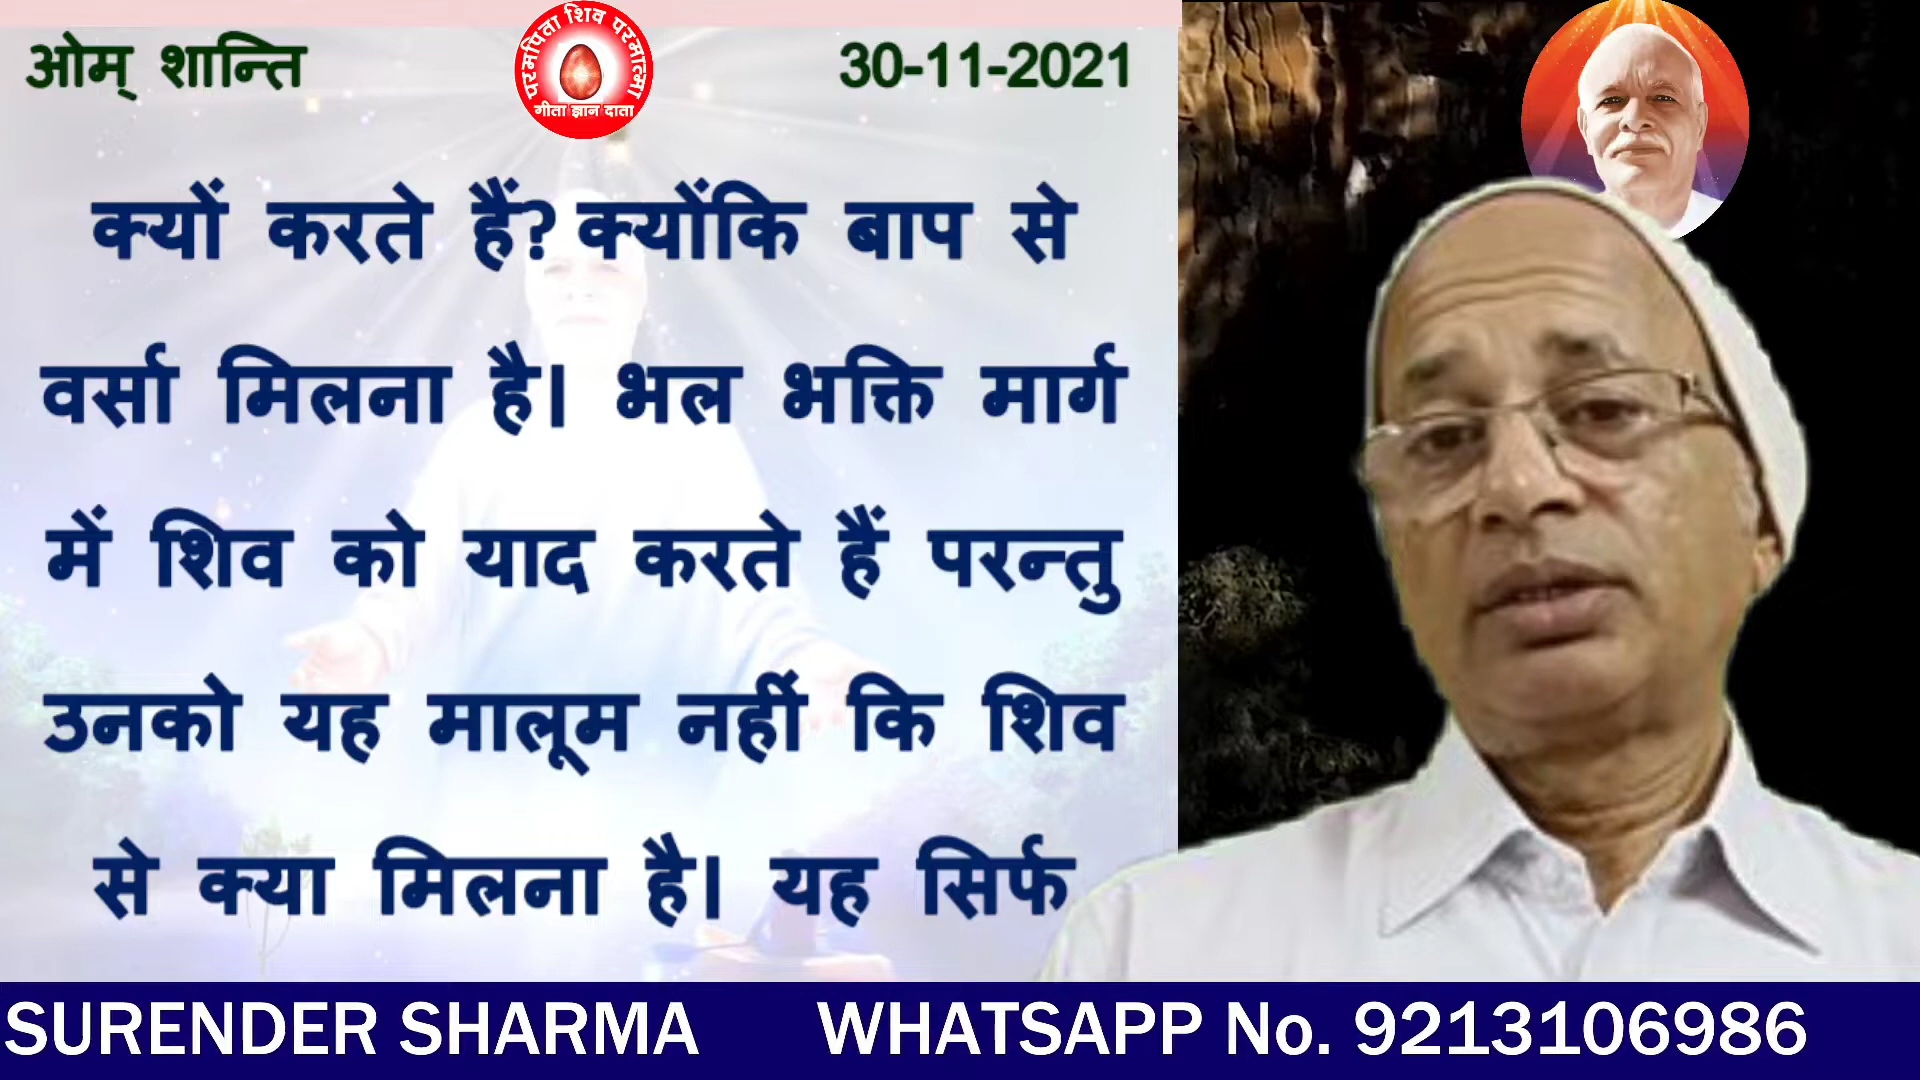 ओम् शान्ति
परमपिता शिव परमात्मा
गीता ज्ञान दाता
30-11-2021
क्यों करते हैं? क्योंकि बाप से
वर्सा मिलना है। भल भक्ति मार्ग
में शिव को याद करते हैं परन्तु
उनको यह मालूम नहीं कि शिव
से क्या मिलना है। यह सिर्फ
SURENDER SHARMA WHATSAPP No. 9213106986